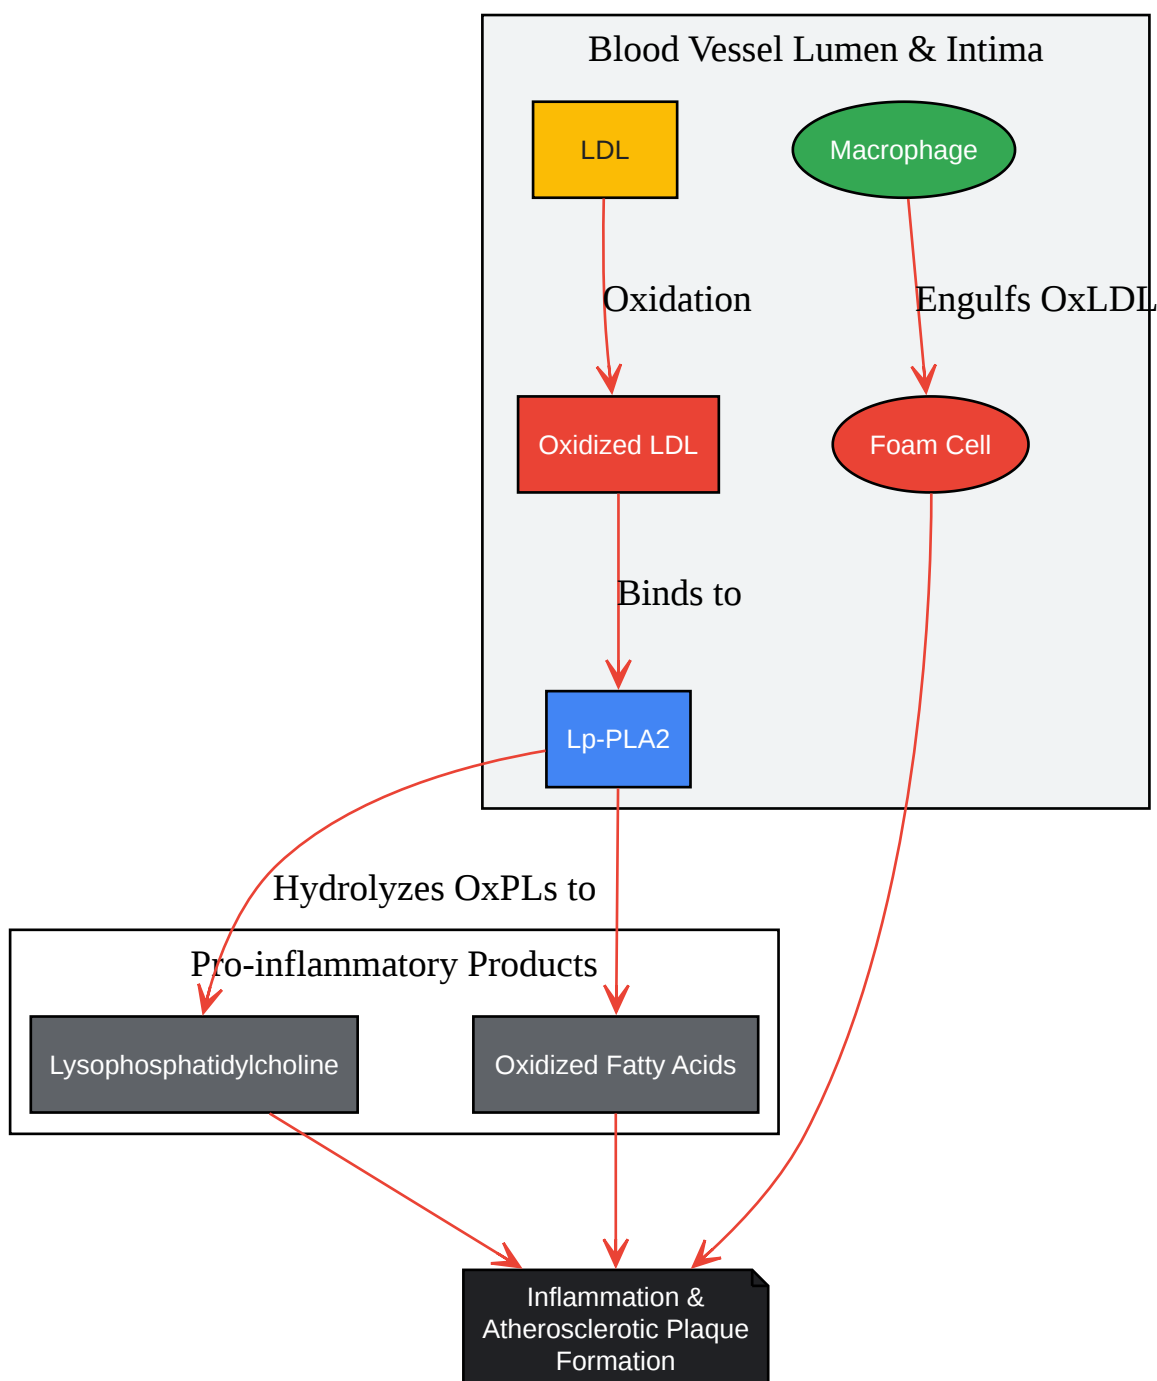 Blood Vessel Lumen & Intima
LDL
Macrophage
Oxidation
Engulfs OxLDL
Oxidized LDL
Foam Cell
Binds to
Lp-PLA2
Hydrolyzes OxPLs to
Pro-inflammatory Products
Lysophosphatidylcholine
Oxidized Fatty Acids
Inflammation &
Atherosclerotic Plaque
Formation